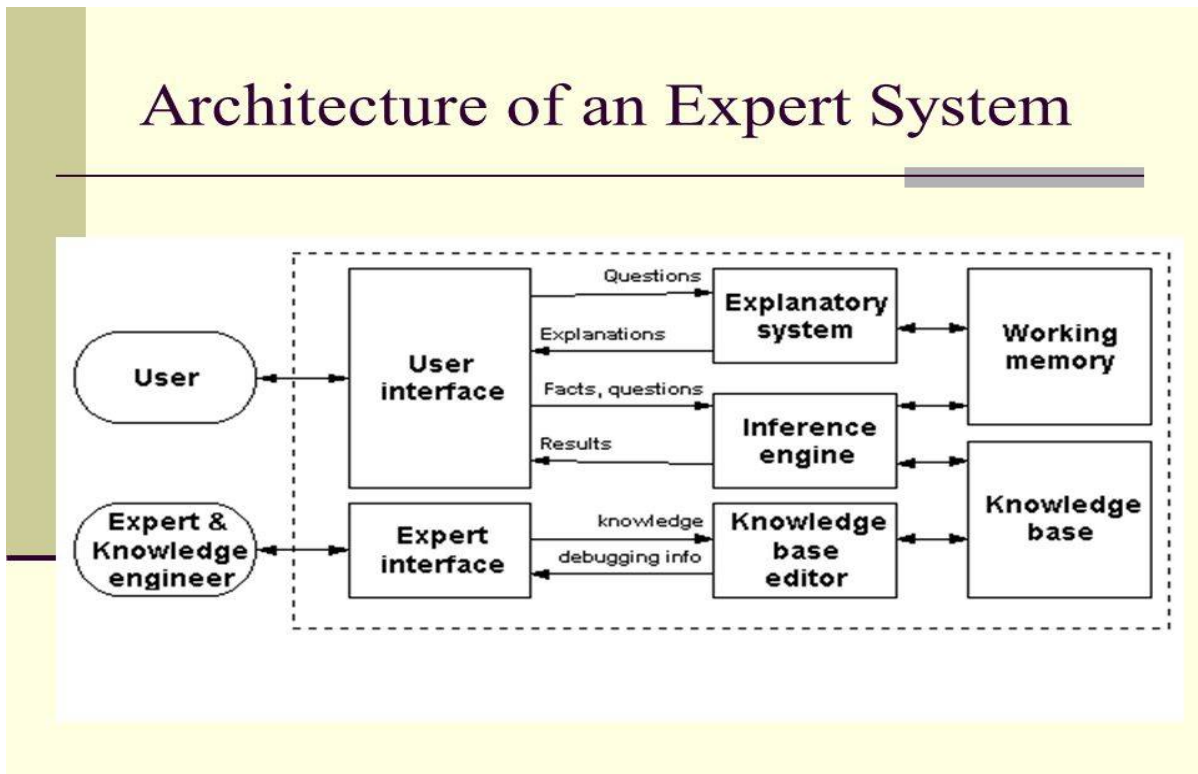 Architecture of an Expert System
User
Expert &
Knowledge
engineer
User
interface
Expert
interface
Questions
Explanations
Facts, questions
Results
knowledge
debugging info
Explanatory
system
Inference
engine
Knowledge
base
editor
Working
memory
Knowledge
base